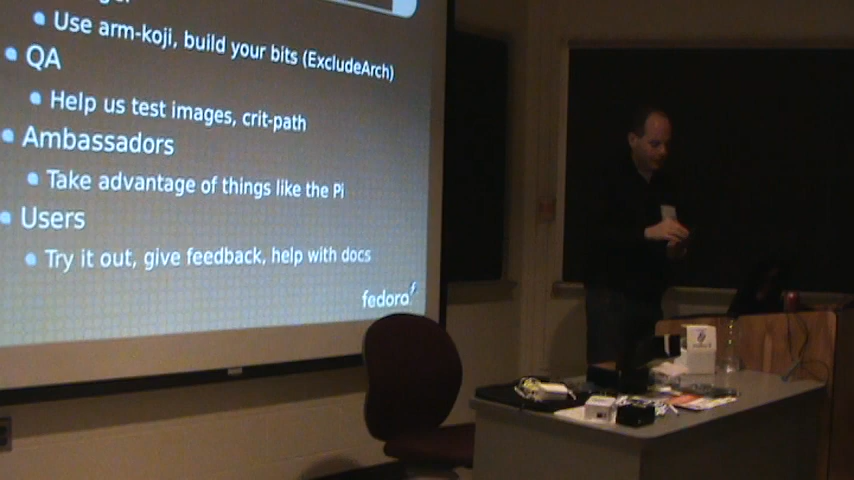 Use arm-koji, build your bits (ExcludeArch)
QA
Help us test images, crit-path
Ambassadors
Take advantage of things like the Pi
Users
Try it out, give feedback, help with docs
fedora